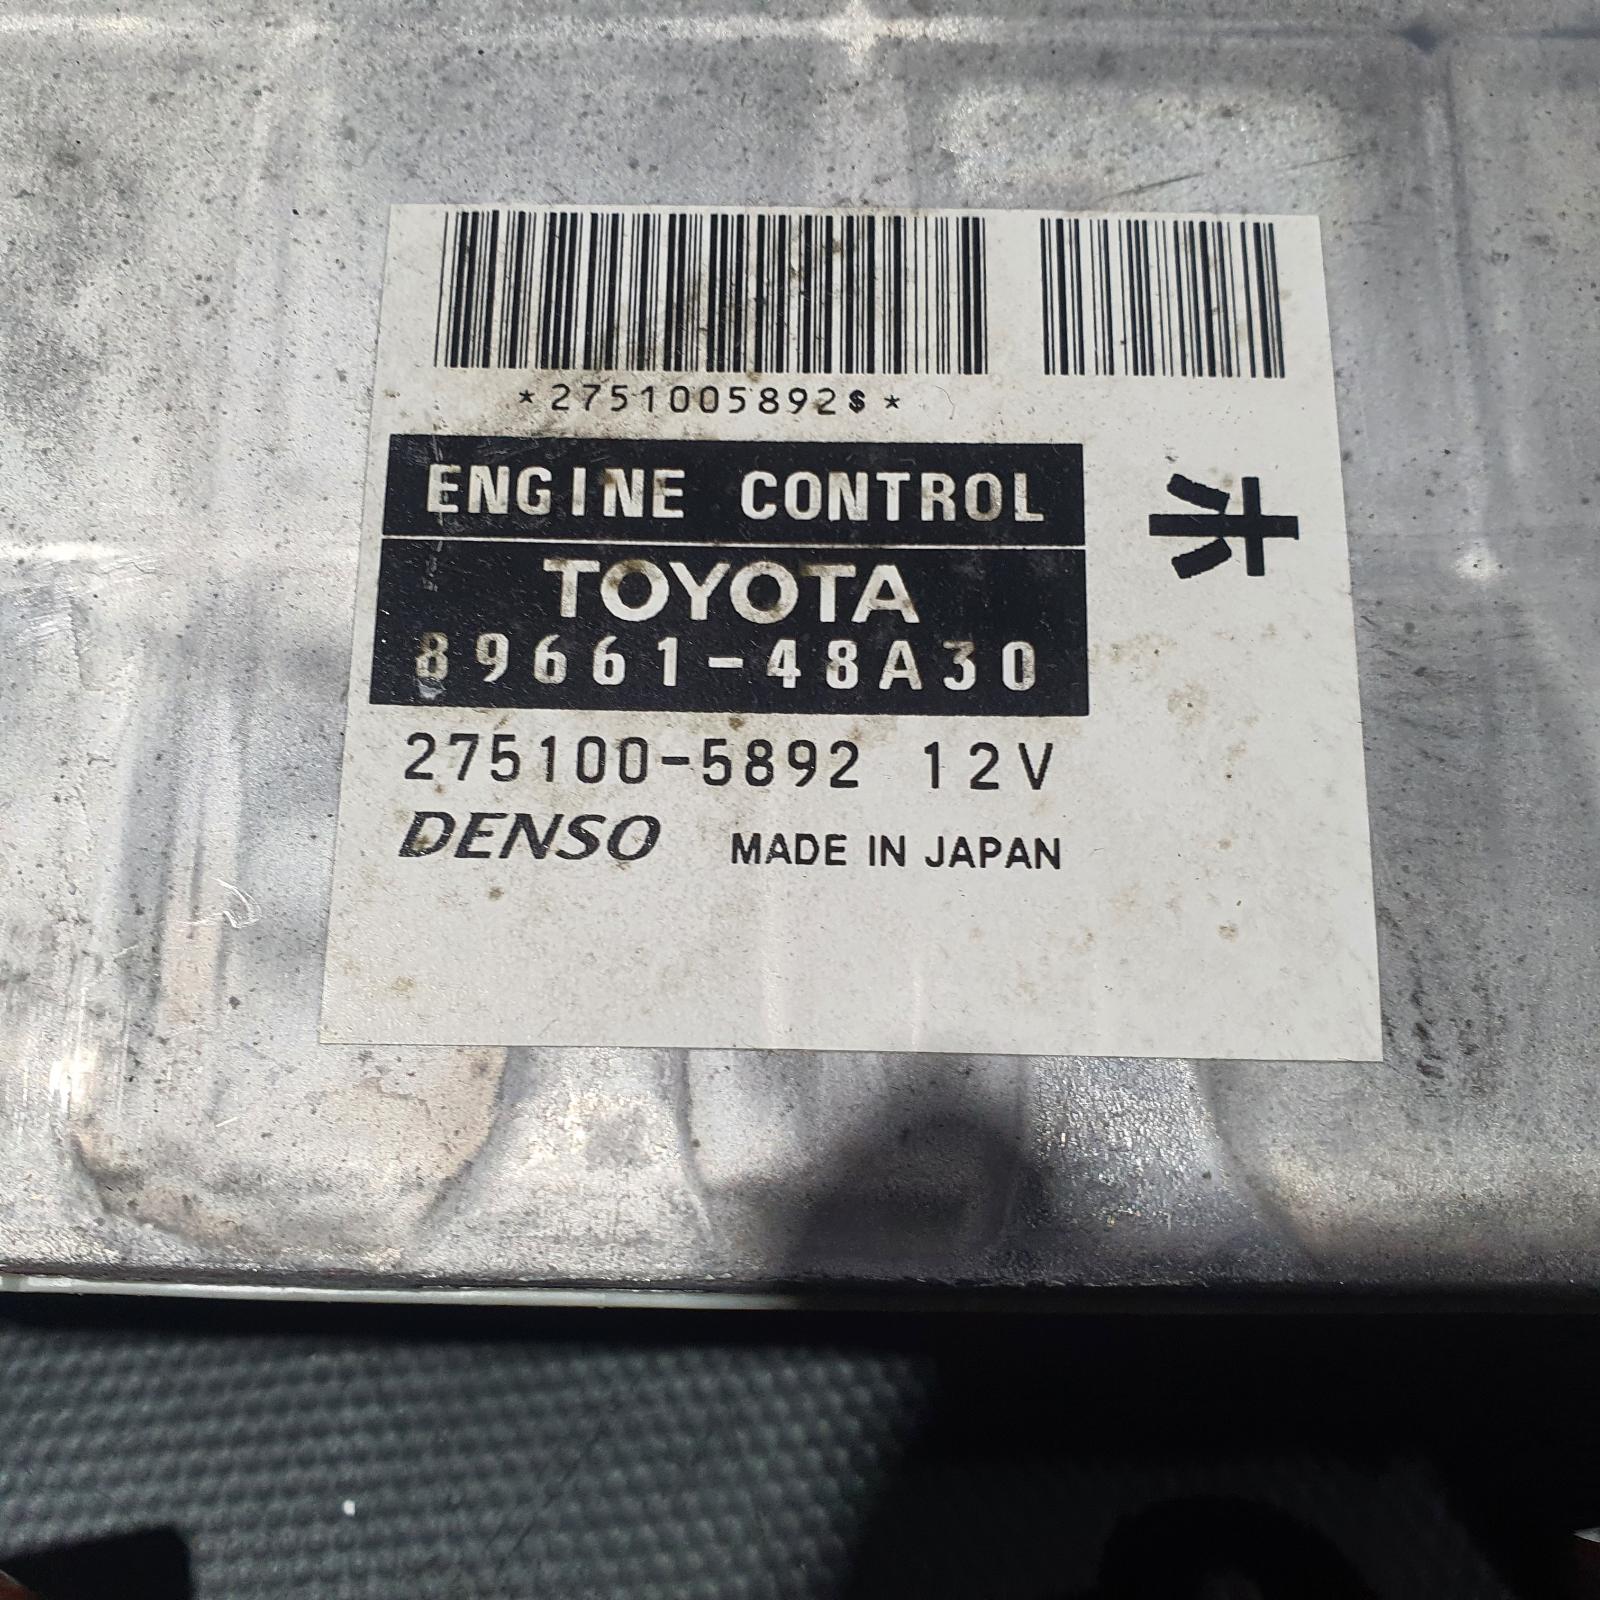 *2751005892$*
ENGINE CONTROL
TOYOTA
89661-48A30
275100-5892 12V
DENSO MADE IN JAPAN